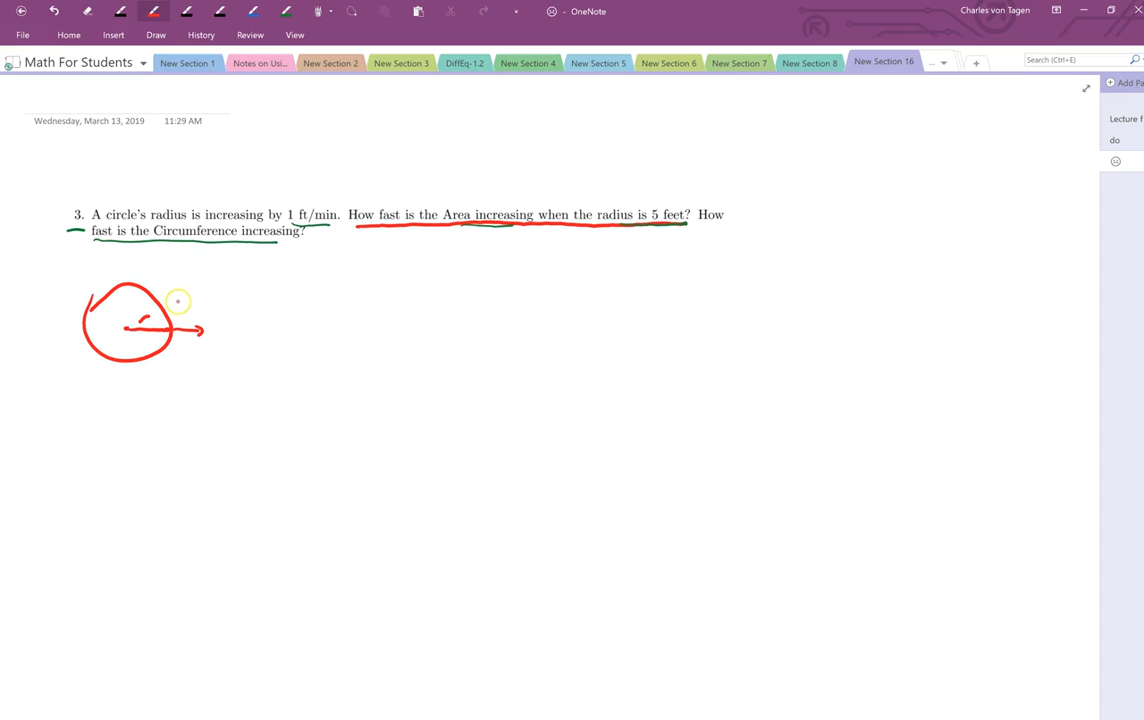 OneNote
Charles von Tagen
File Home Insert Draw History Review View
Math For Students
New Section 1
Notes on Usi...
New Section 2
New Section 3
DiffEq-1.2
New Section 4
New Section 5
New Section 6
New Section 7
New Section 8
New Section 16
...
Search (Ctrl+E)
Add Pa
Wednesday, March 13, 2019 11:29 AM
Lecture f
do
3. A circle's radius is increasing by 1 ft/min. How fast is the Area increasing when the radius is 5 feet? How
fast is the Circumference increasing?
r